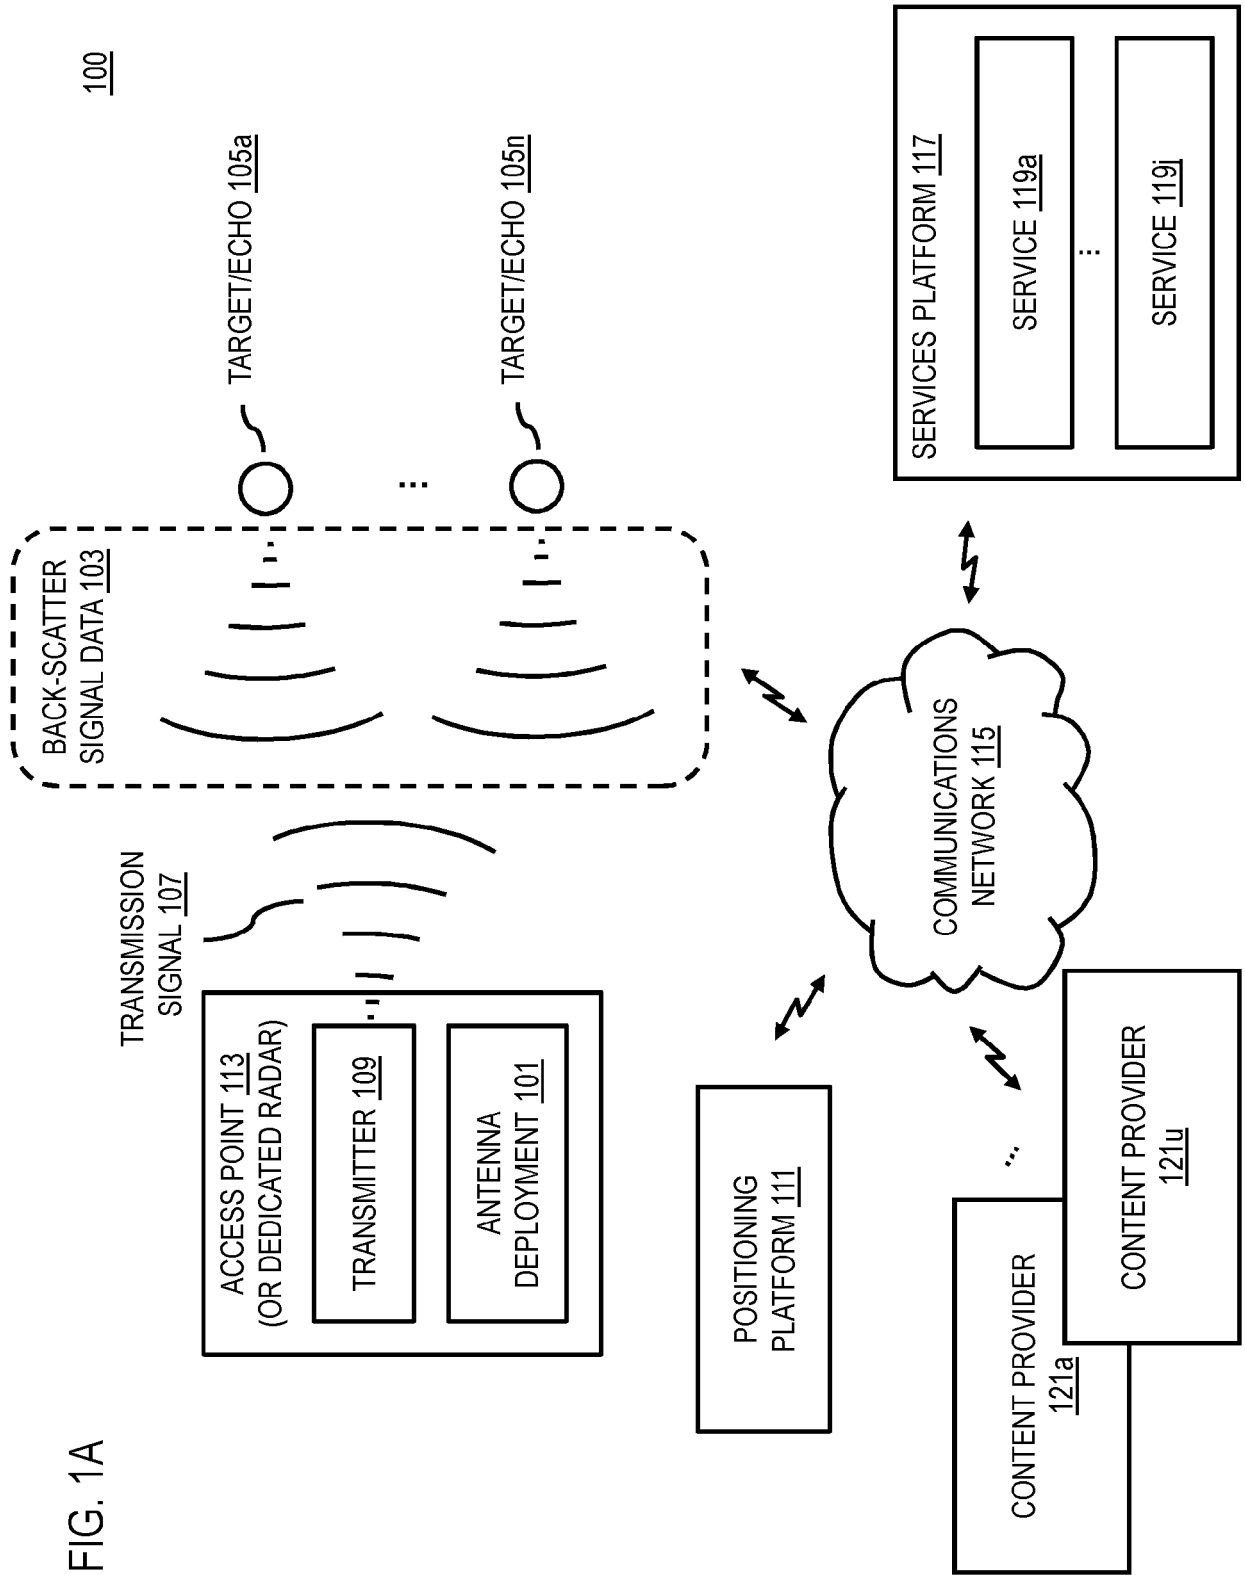 FIG. 1A
100
ACCESS POINT 113
(OR DEDICATED RADAR)
TRANSMITTER 109
ANTENNA
DEPLOYMENT 101
TRANSMISSION
SIGNAL 107
BACK-SCATTER
SIGNAL DATA 103
TARGET/ECHO 105a
...
TARGET/ECHO 105n
POSITIONING
PLATFORM 111
COMMUNICATIONS
NETWORK 115
SERVICES PLATFORM 117
SERVICE 119a
...
SERVICE 119j
CONTENT PROVIDER
121a
...
CONTENT PROVIDER
121u